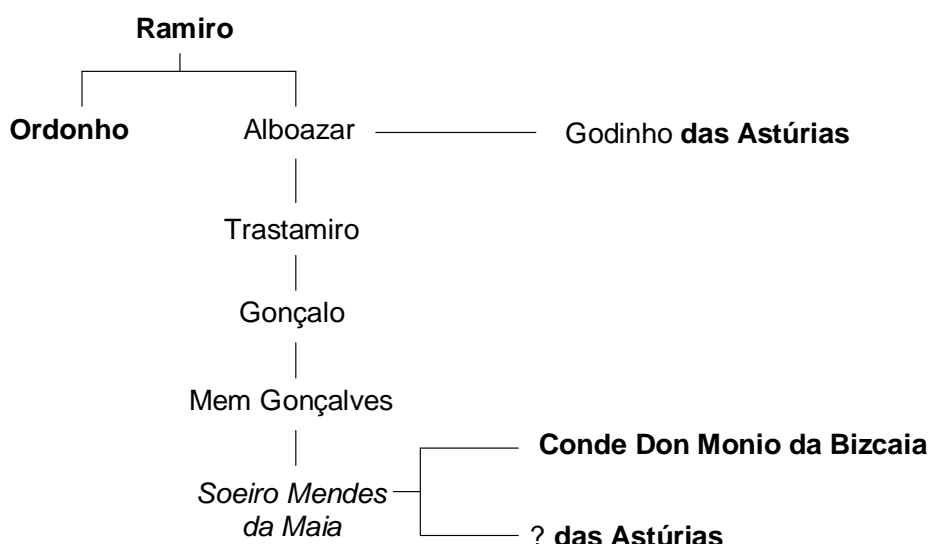 Ramiro
Ordonho
Alboazar
Godinho das Astúrias
Trastamiro
Gonçalo
Mem Gonçalves
Conde Don Monio da Bizcaia
Soeiro Mendes
da Maia
? das Astúrias